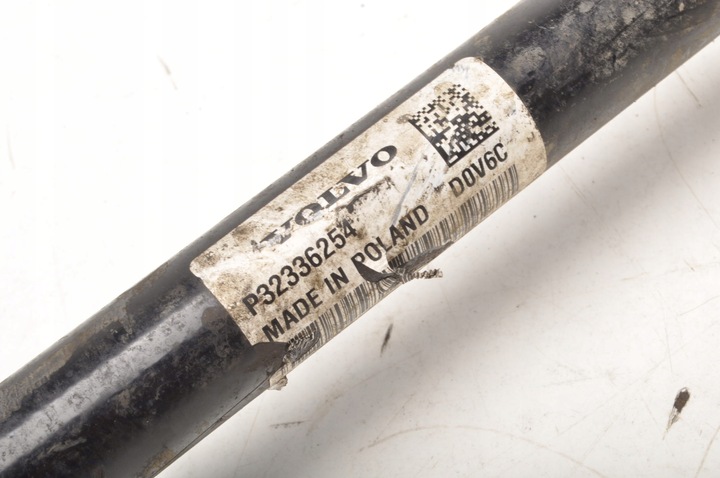 VOLVO
P32336254
MADE IN POLAND D0V6C